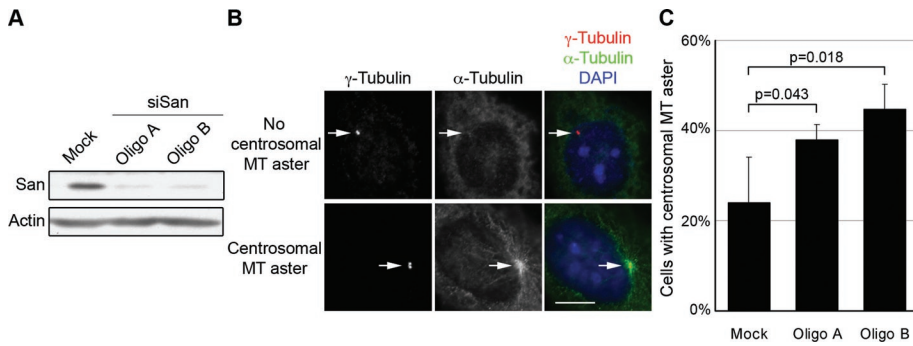 A
siSan
Mock
Oligo A
Oligo B
San
Actin
B
γ-Tubulin
α-Tubulin
DAPI
γ-Tubulin
α-Tubulin
No
centrosomal
MT aster
Centrosomal
MT aster
C
Cells with centrosomal MT aster
60%
40%
20%
0%
p=0.018
p=0.043
Mock
Oligo A
Oligo B